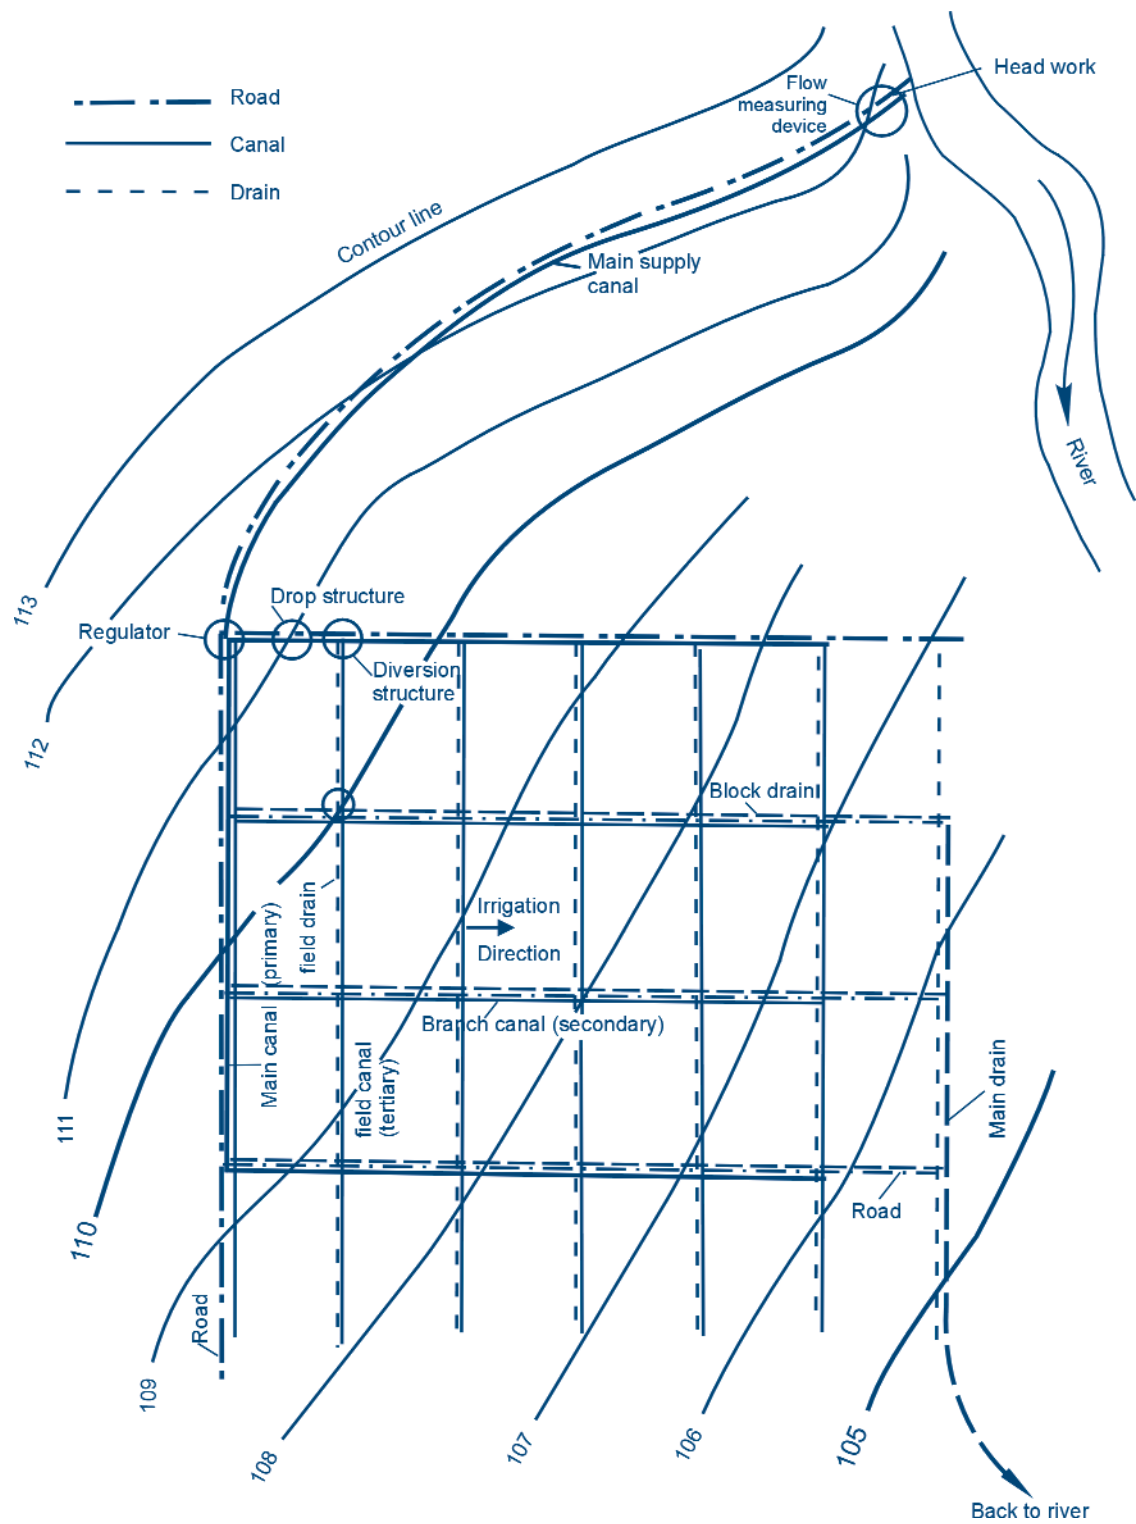 Head work
Flow
measuring
device
Road
Canal
Drain
Contour line
Main supply
canal
River
113
Drop structure
Regulator
Diversion
structure
112
Block drain
Irrigation
Direction
field drain
Main canal (primary)
Branch canal (secondary)
field canal
(tertiary)
Main drain
111
Road
110
Road
109
108
107
106
105
Back to river